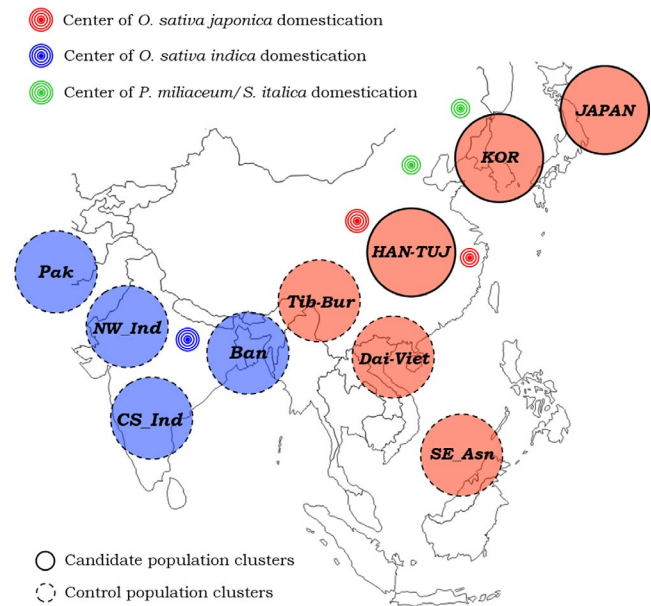 Center of O. sativa japonica domestication
Center of O. sativa indica domestication
Center of P. miliaceum/S. italica domestication
JAPAN
KOR
HAN-TUJ
Pak
Tib-Bur
NW_Ind
Ban
Dai-Viet
CS_Ind
SE_Asn
Candidate population clusters
Control population clusters